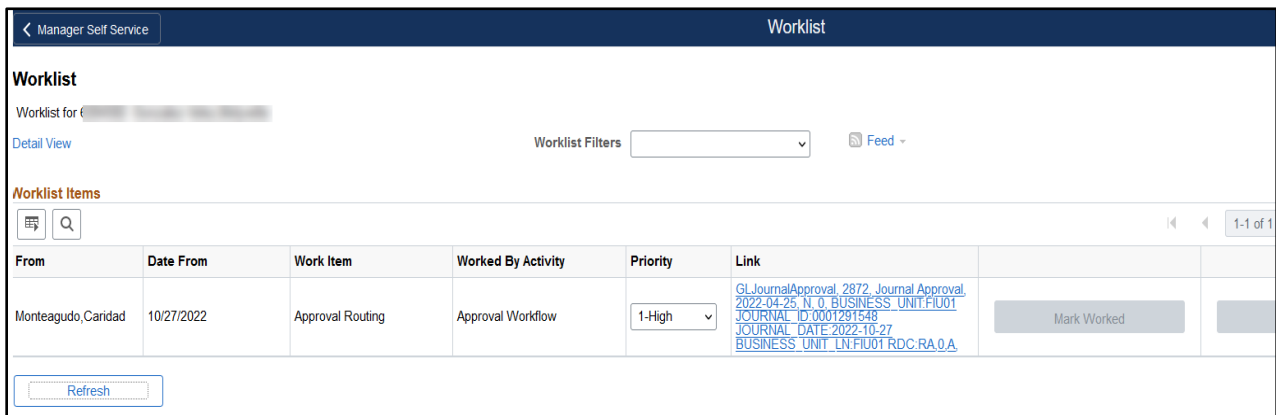 Manager Self Service
Worklist
Worklist
Worklist for
Detail View
Worklist Filters
Feed
Worklist Items
1-1 of 1
From Date From Work Item Worked By Activity Priority Link
Monteagudo,Caridad 10/27/2022 Approval Routing Approval Workflow 1-High
GLJournalApproval, 2872, Journal Approval,
2022-04-25, N, 0, BUSINESS_UNIT:FIU01
JOURNAL_ID:0001291548
JOURNAL_DATE:2022-10-27
BUSINESS_UNIT_LN:FIU01 RDC:RA,0,A,
Mark Worked
Refresh